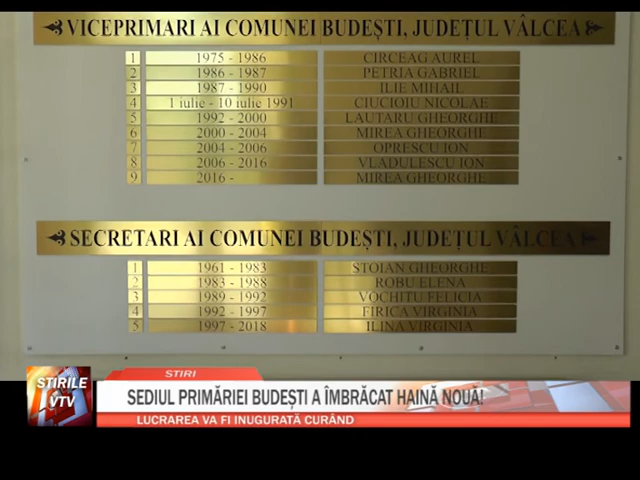 VICEPRIMARI AI COMUNEI BUDEȘTI, JUDEȚUL VÂLCEA
1 1975 - 1986 CIRCEAG AUREL
2 1986 - 1987 PETRIA GABRIEL
3 1987 - 1990 ILIE MIHAIL
4 1 iulie - 10 iulie 1991 CIUCIOIU NICOLAE
5 1992 - 2000 LAUTARU GHEORGHE
6 2000 - 2004 MIREA GHEORGHE
7 2004 - 2006 OPRESCU ION
8 2006 - 2016 VLADULESCU ION
9 2016 - MIREA GHEORGHE
SECRETARI AI COMUNEI BUDEȘTI, JUDEȚUL VÂLCEA
1 1961 - 1983 STOIAN GHEORGHE
2 1983 - 1988 ROBU ELENA
3 1989 - 1992 VOCHITU FELICIA
4 1992 - 1997 FIRICA VIRGINIA
5 1997 - 2018 ILINA VIRGINIA
STIRI
STIRILE
VTV
SEDIUL PRIMĂRIEI BUDEȘTI A ÎMBRĂCAT HAINĂ NOUĂ!
LUCRAREA VA FI INUGURATĂ CURÂND